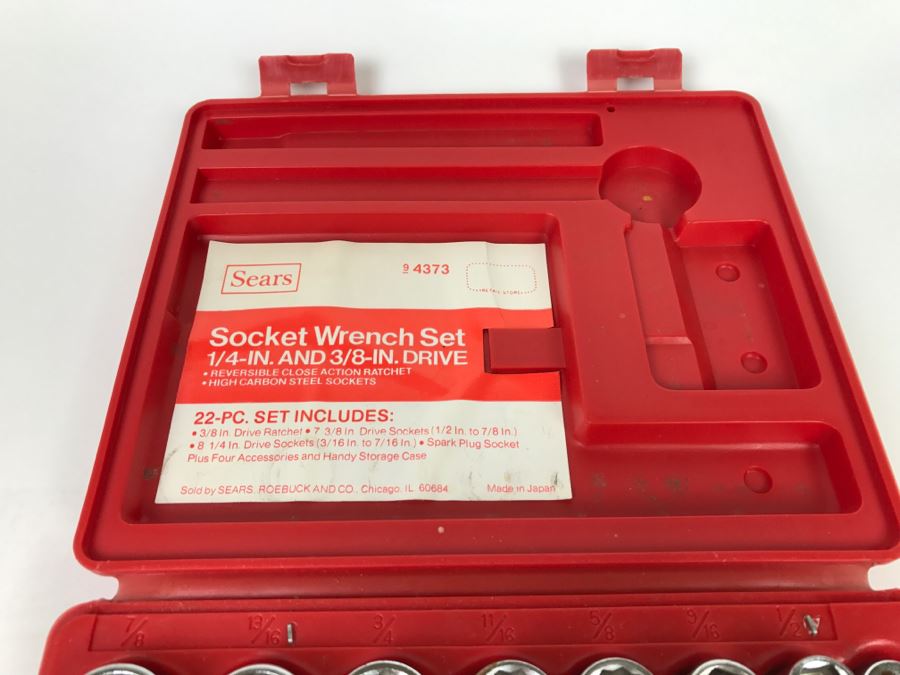 Sears
9 4373
RETAIL STORE
Socket Wrench Set
1/4-IN. AND 3/8-IN. DRIVE
• REVERSIBLE CLOSE ACTION RATCHET
• HIGH CARBON STEEL SOCKETS
22-PC. SET INCLUDES:
• 3/8 In. Drive Ratchet • 7 3/8 In. Drive Sockets (1/2 In. to 7/8 In.)
• 8 1/4 In. Drive Sockets (3/16 In. to 7/16 In.) • Spark Plug Socket
Plus Four Accessories and Handy Storage Case
Sold by SEARS, ROEBUCK AND CO., Chicago, IL 60684 Made in Japan
7/8 13/16 3/4 11/16 5/8 9/16 1/2